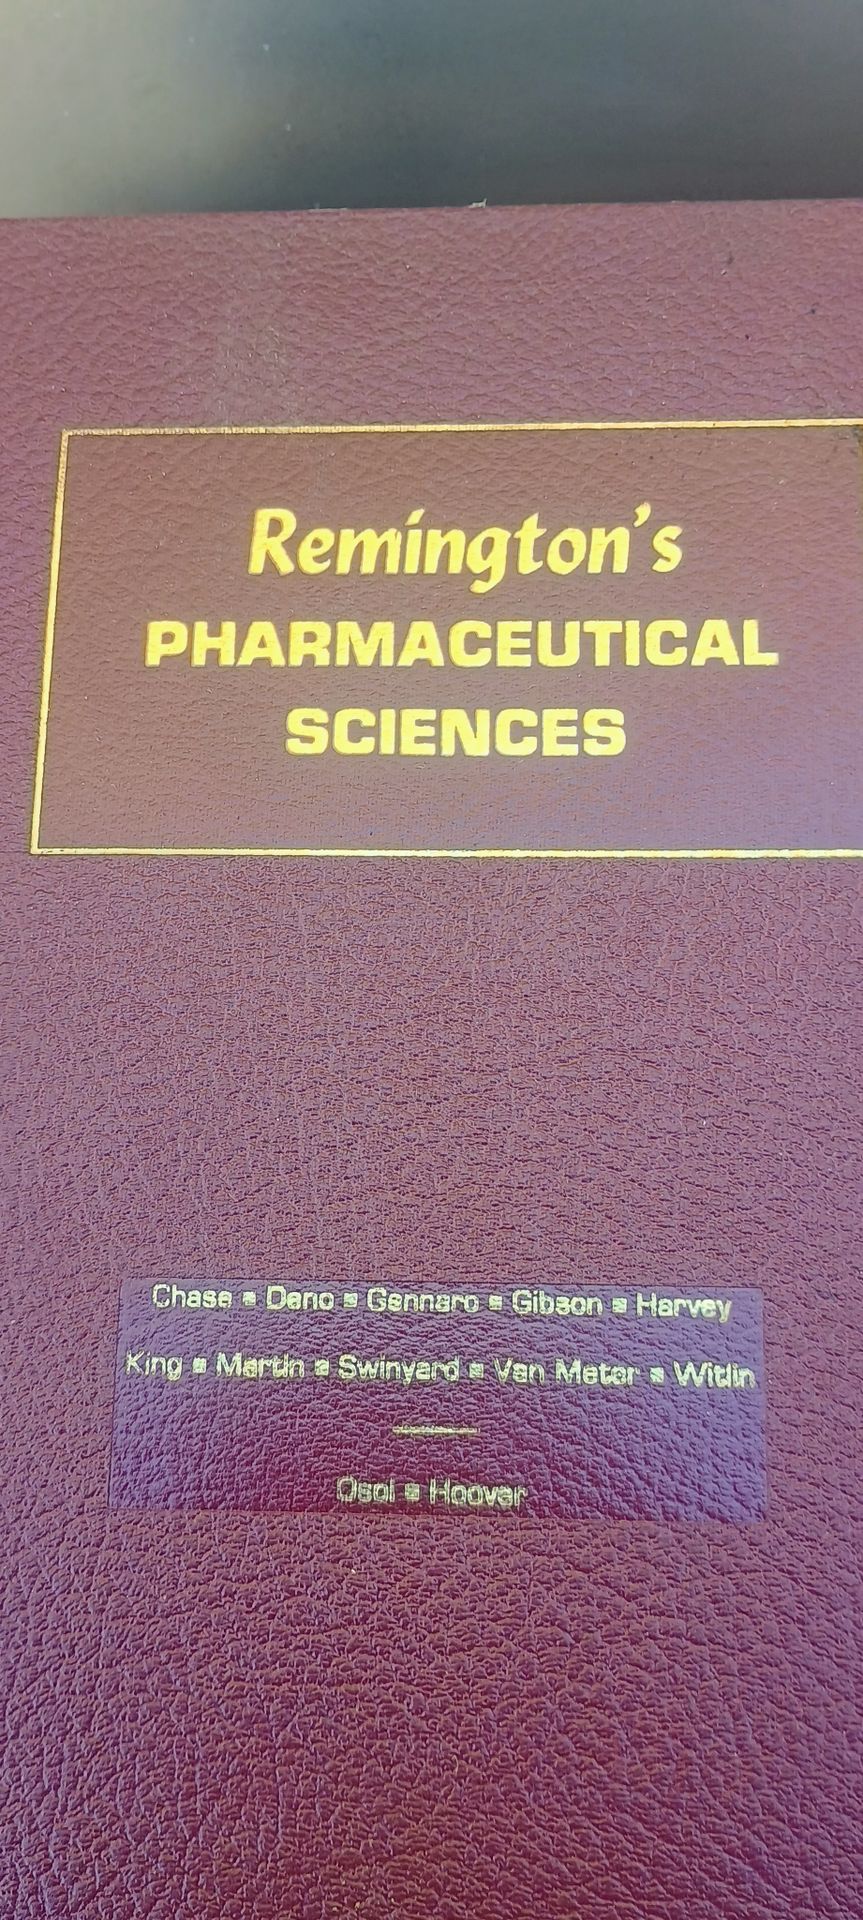 Remington's
PHARMACEUTICAL
SCIENCES
Chase ▪ Deno ▪ Gennaro ▪ Gibson ▪ Harvey
King ▪ Martin ▪ Swinyard ▪ Van Meter ▪ Witlin
Osol ▪ Hoover